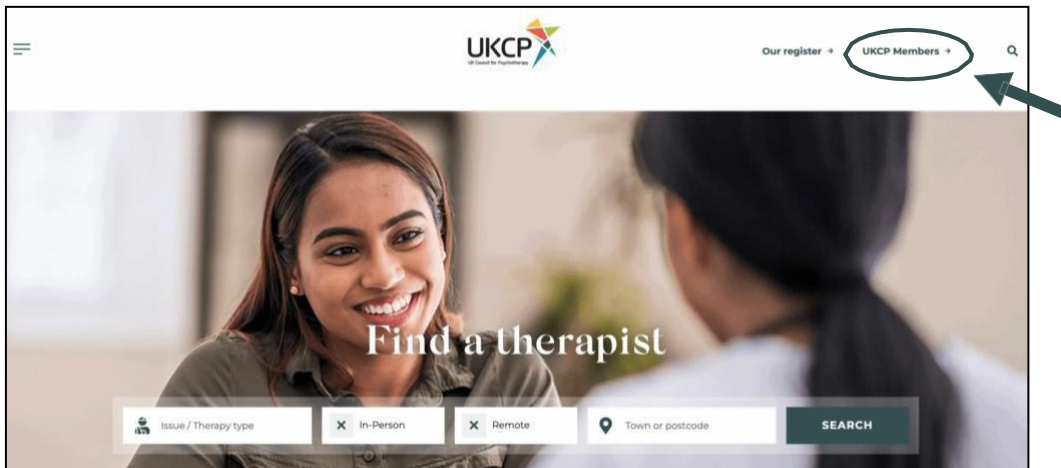 UKCP
UK Council for Psychotherapy
Our register → UKCP Members →
Find a therapist
Issue / Therapy type
In-Person
Remote
Town or postcode
SEARCH